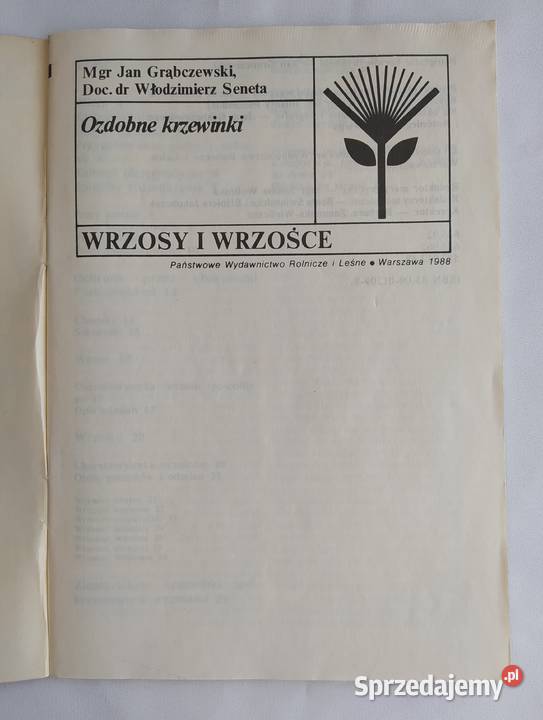 Mgr Jan Grąbczewski,
Doc. dr Włodzimierz Seneta
Ozdobne krzewinki
WRZOSY I WRZOŚCE
Państwowe Wydawnictwo Rolnicze i Leśne ● Warszawa 1988
Sprzedajemy.pl